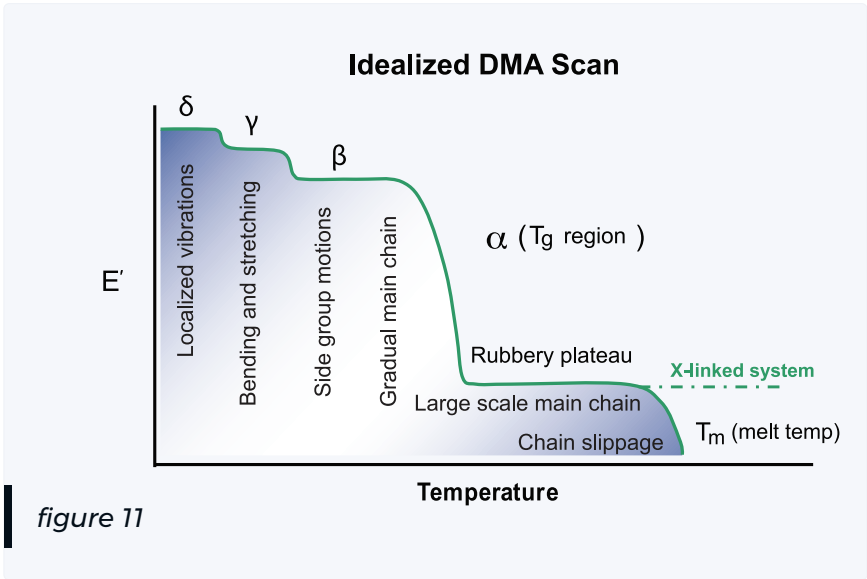 Idealized DMA Scan
δ
γ
β
α ( Tg region )
E′
Localized vibrations
Bending and stretching
Side group motions
Gradual main chain
Rubbery plateau
X-linked system
Large scale main chain
Chain slippage
Tm (melt temp)
Temperature
figure 11